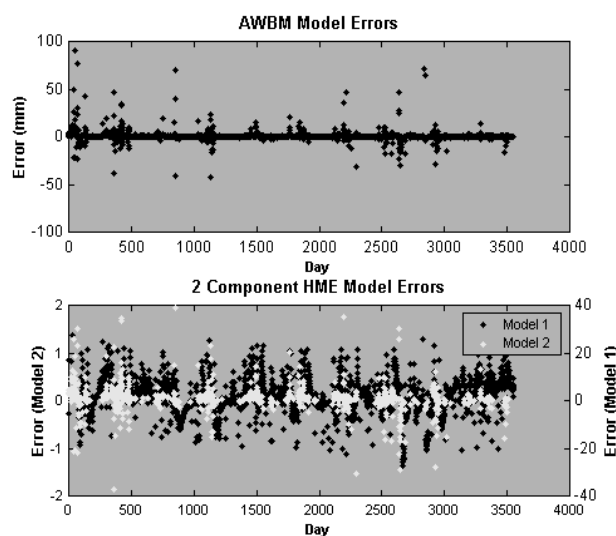 AWBM Model Errors
100
50
0
-50
-100
Error (mm)
0 500 1000 1500 2000 2500 3000 3500 4000
Day
2 Component HME Model Errors
2
1
0
-1
-2
Error (Model 2)
Model 1
Model 2
40
20
0
-20
-40
Error (Model 1)
0 500 1000 1500 2000 2500 3000 3500 4000
Day